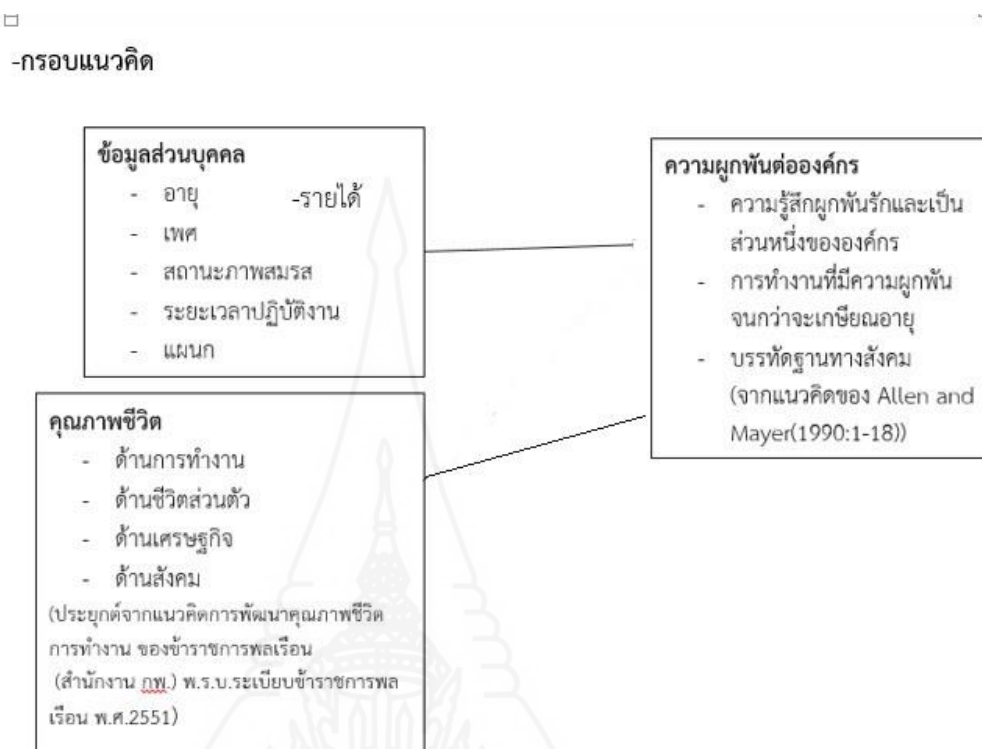 -กรอบแนวคิด
ข้อมูลส่วนบุคคล
- อายุ -รายได้
- เพศ
- สถานะภาพสมรส
- ระยะเวลาปฏิบัติงาน
- แผนก
คุณภาพชีวิต
- ด้านการทำงาน
- ด้านชีวิตส่วนตัว
- ด้านเศรษฐกิจ
- ด้านสังคม
(ประยุกต์จากแนวคิดการพัฒนาคุณภาพชีวิต
การทำงาน ของข้าราชการพลเรือน
(สำนักงาน กพ.) พ.ร.บ.ระเบียบข้าราชการพล
เรือน พ.ศ.2551)
ความผูกพันต่อองค์กร
- ความรู้สึกผูกพันรักและเป็น
ส่วนหนึ่งขององค์กร
- การทำงานที่มีความผูกพัน
จนกว่าจะเกษียณอายุ
- บรรทัดฐานทางสังคม
(จากแนวคิดของ Allen and
Mayer(1990:1-18))